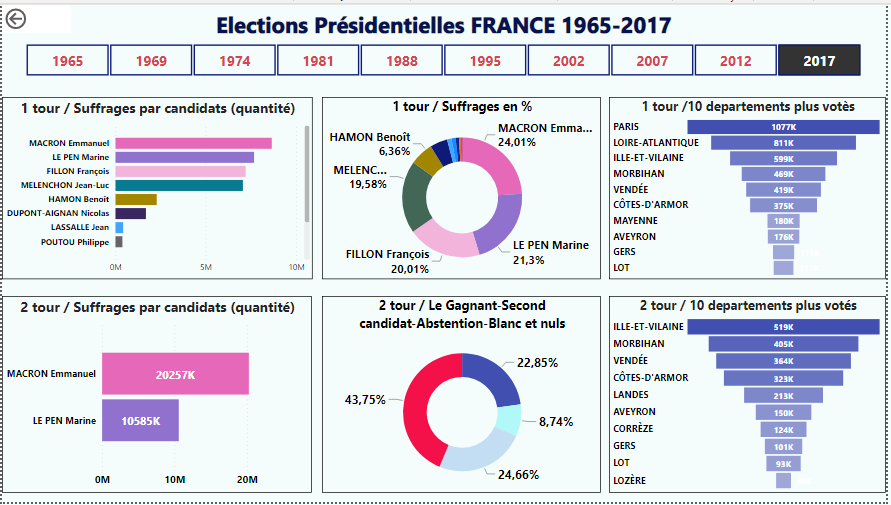 Elections Présidentielles FRANCE 1965-2017
1965 1969 1974 1981 1988 1995 2002 2007 2012 2017
1 tour / Suffrages par candidats (quantité)
MACRON Emmanuel
LE PEN Marine
FILLON François
MELENCHON Jean-Luc
HAMON Benoît
DUPONT-AIGNAN Nicolas
LASSALLE Jean
POUTOU Philippe
0M 5M 10M
1 tour / Suffrages en %
MACRON Emma...
24,01%
HAMON Benoît
6,36%
MELENC...
19,58%
FILLON François
20,01%
LE PEN Marine
21,3%
1 tour /10 departements plus votès
PARIS 1077K
LOIRE-ATLANTIQUE 811K
ILLE-ET-VILAINE 599K
MORBIHAN 469K
VENDÉE 419K
CÔTES-D'ARMOR 375K
MAYENNE 180K
AVEYRON 176K
GERS
LOT
2 tour / Suffrages par candidats (quantité)
MACRON Emmanuel 20257K
LE PEN Marine 10585K
0M 10M 20M
2 tour / Le Gagnant-Second
candidat-Abstention-Blanc et nuls
22,85%
43,75%
8,74%
24,66%
2 tour / 10 departements plus votés
ILLE-ET-VILAINE 519K
MORBIHAN 405K
VENDÉE 364K
CÔTES-D'ARMOR 323K
LANDES 213K
AVEYRON 150K
CORRÈZE 124K
GERS 101K
LOT 93K
LOZÈRE